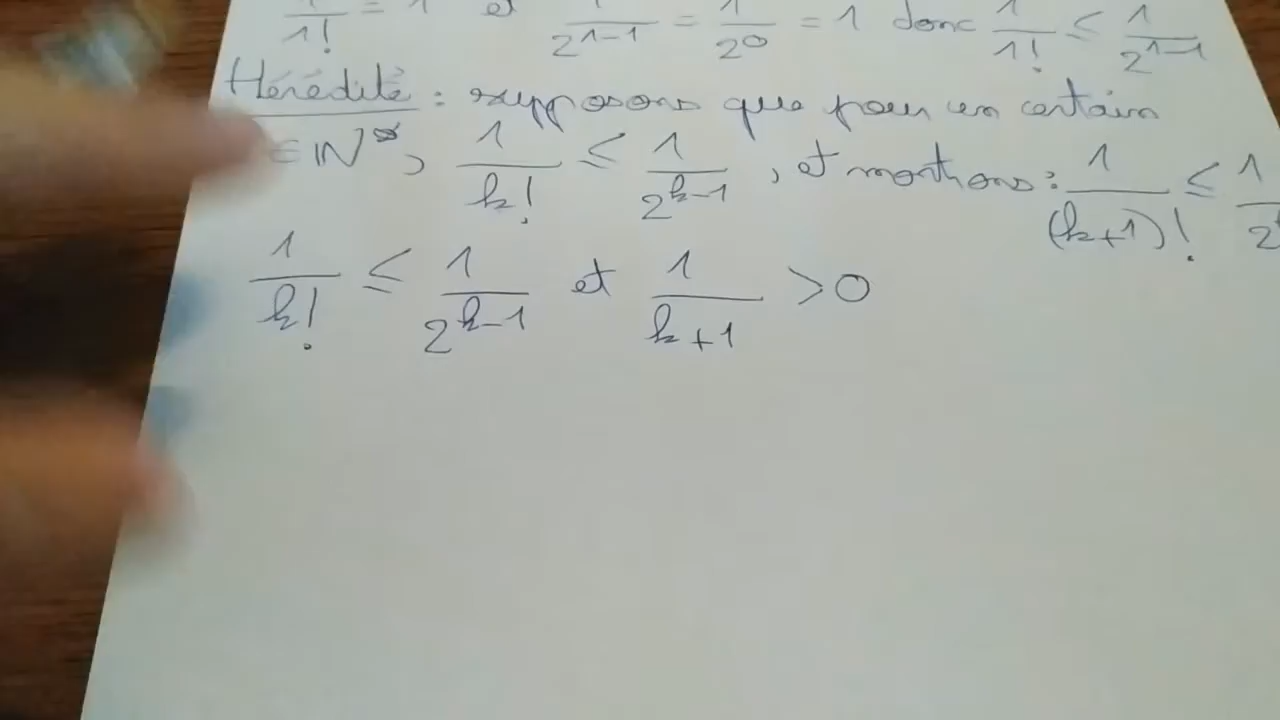 1/1! = 1 et 1/2^{1-1} = 1/2^0 = 1 donc 1/1! ≤ 1/2^{1-1}
Hérédité : supposons que pour un certain
∈ ℕ*, 1/k! ≤ 1/2^{k-1}, et montrons : 1/(k+1)! ≤ 1/2
1/k! ≤ 1/2^{k-1} et 1/(k+1) > 0